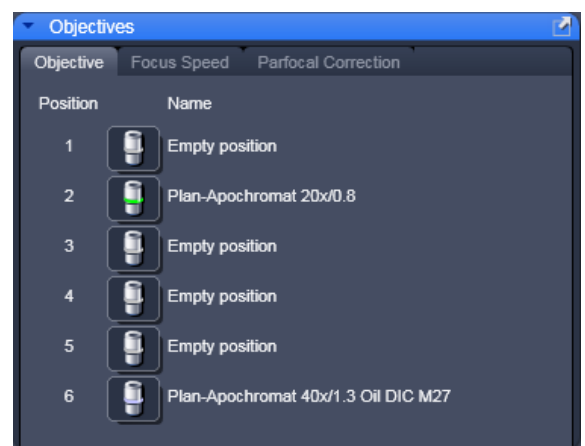 Objectives
Objective Focus Speed Parfocal Correction
Position Name
1 Empty position
2 Plan-Apochromat 20x/0.8
3 Empty position
4 Empty position
5 Empty position
6 Plan-Apochromat 40x/1.3 Oil DIC M27